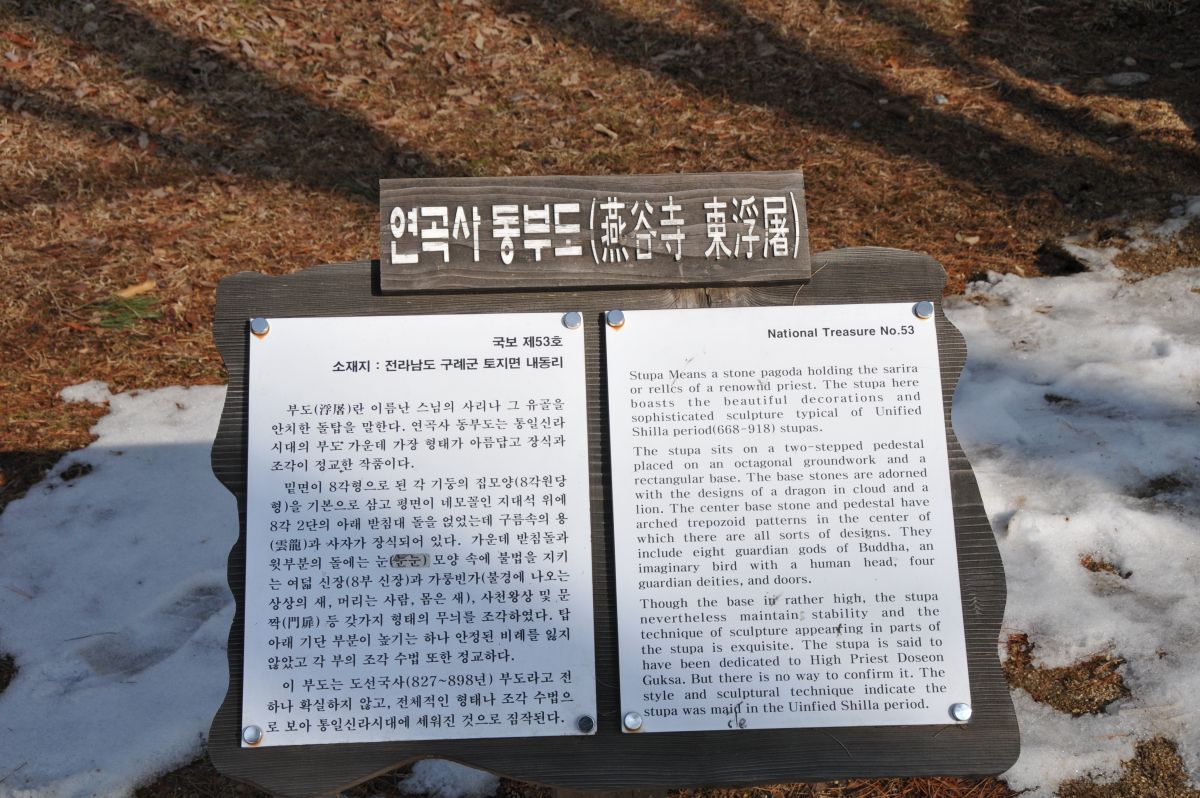 연곡사 동부도(燕谷寺 東浮屠)
국보 제53호
소재지 : 전라남도 구례군 토지면 내동리
부도(浮屠)란 이름난 스님의 사리나 그 유골을
안치한 돌탑을 말한다. 연곡사 동부도는 통일신라
시대의 부도 가운데 가장 형태가 아름답고 장식과
조각이 정교한 작품이다.
밑면이 8각형으로 된 각 기둥의 집모양(8각원당
형)을 기본으로 삼고 평면이 네모꼴인 지대석 위에
8각 2단의 아래 받침대 돌을 얹었는데 구름속의 용
(雲龍)과 사자가 장식되어 있다. 가운데 받침돌과
윗부분의 돌에는 눈(눈눈) 모양 속에 불법을 지키
는 여덟 신장(8부 신장)과 가릉빈가(불경에 나오는
상상의 새, 머리는 사람, 몸은 새), 사천왕상 및 문
짝(門扉) 등 갖가지 형태의 무늬를 조각하였다. 탑
아래 기단 부분이 높기는 하나 안정된 비례를 잃지
않았고 각 부의 조각 수법 또한 정교하다.
이 부도는 도선국사(827~898년) 부도라고 전
하나 확실하지 않고, 전체적인 형태나 조각 수법으
로 보아 통일신라시대에 세워진 것으로 짐작된다.
National Treasure No.53
Stupa Means a stone pagoda holding the sarira
or relics of a renownd priest. The stupa here
boasts the beautiful decorations and
sophisticated sculpture typical of Unified
Shilla period(668-918) stupas.
The stupa sits on a two-stepped pedestal
placed on an octagonal groundwork and a
rectangular base. The base stones are adorned
with the designs of a dragon in cloud and a
lion. The center base stone and pedestal have
arched trepozoid patterns in the center of
which there are all sorts of designs. They
include eight guardian gods of Buddha, an
imaginary bird with a human head, four
guardian deities, and doors.
Though the base in rather high, the stupa
nevertheless maintain stability and the
technique of sculpture appearring in parts of
the stupa is exquisite. The stupa is said to
have been dedicated to High Priest Doseon
Guksa. But there is no way to confirm it. The
style and sculptural technique indicate the
stupa was maid in the Uinfied Shilla period.